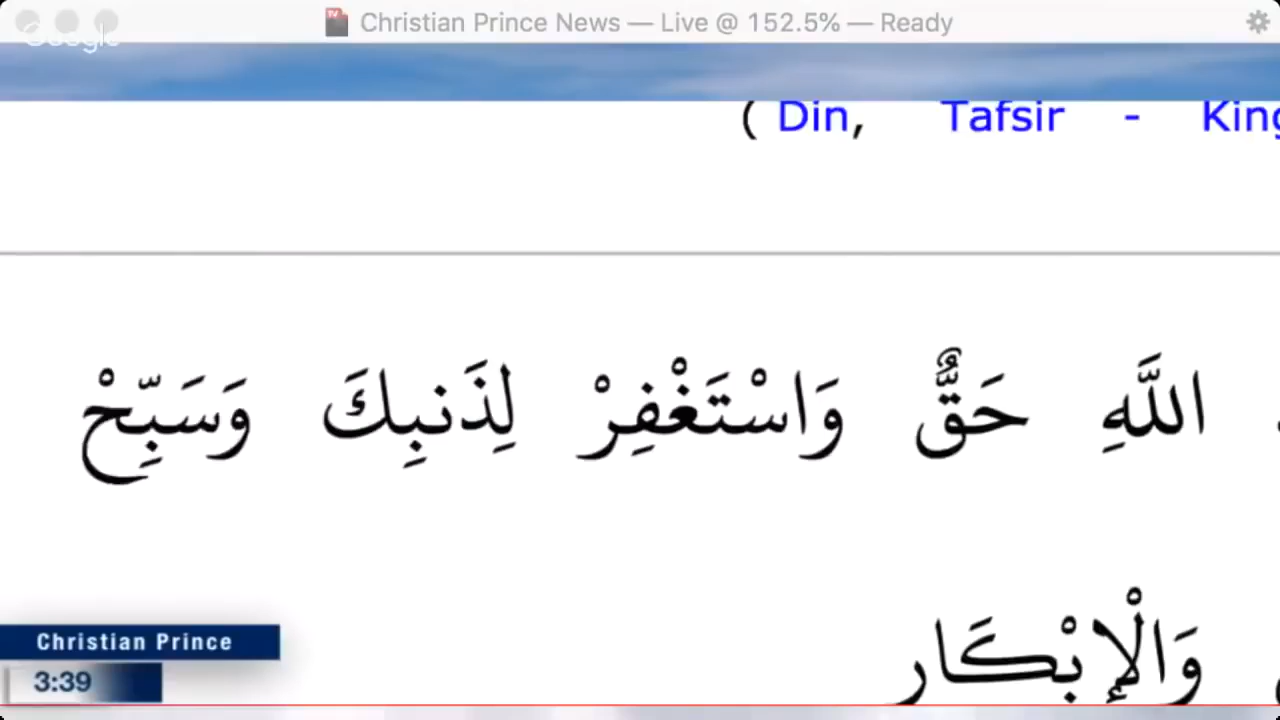 Christian Prince News — Live @ 152.5% — Ready
Google
( Din, Tafsir - King
اللَّهِ حَقٌّ وَاسْتَغْفِرْ لِذَنبِكَ وَسَبِّحْ
وَالْإِبْكَارِ
Christian Prince
3:39